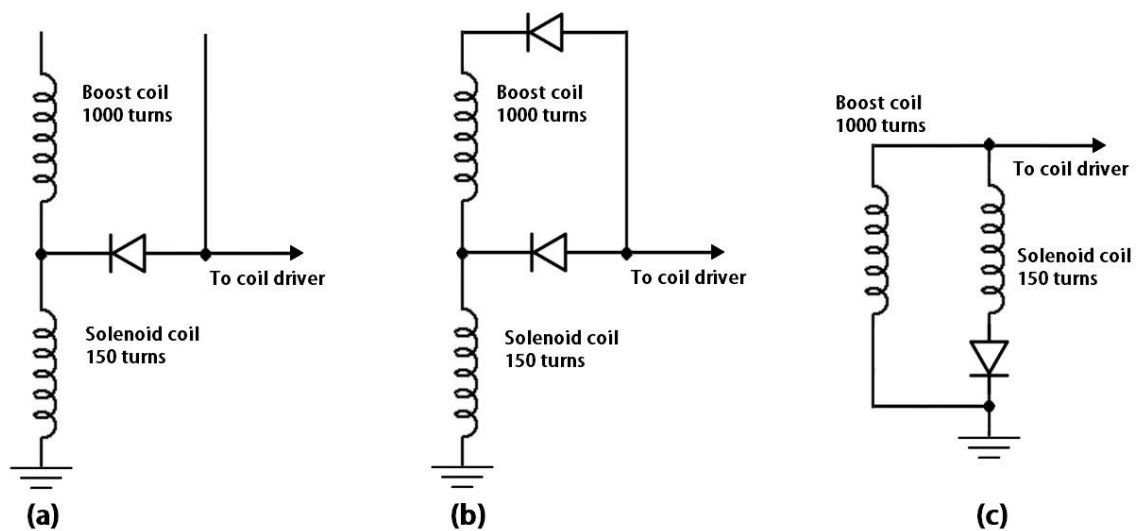 Boost coil
1000 turns
To coil driver
Solenoid coil
150 turns
(a)
Boost coil
1000 turns
To coil driver
Solenoid coil
150 turns
(b)
Boost coil
1000 turns
To coil driver
Solenoid coil
150 turns
(c)